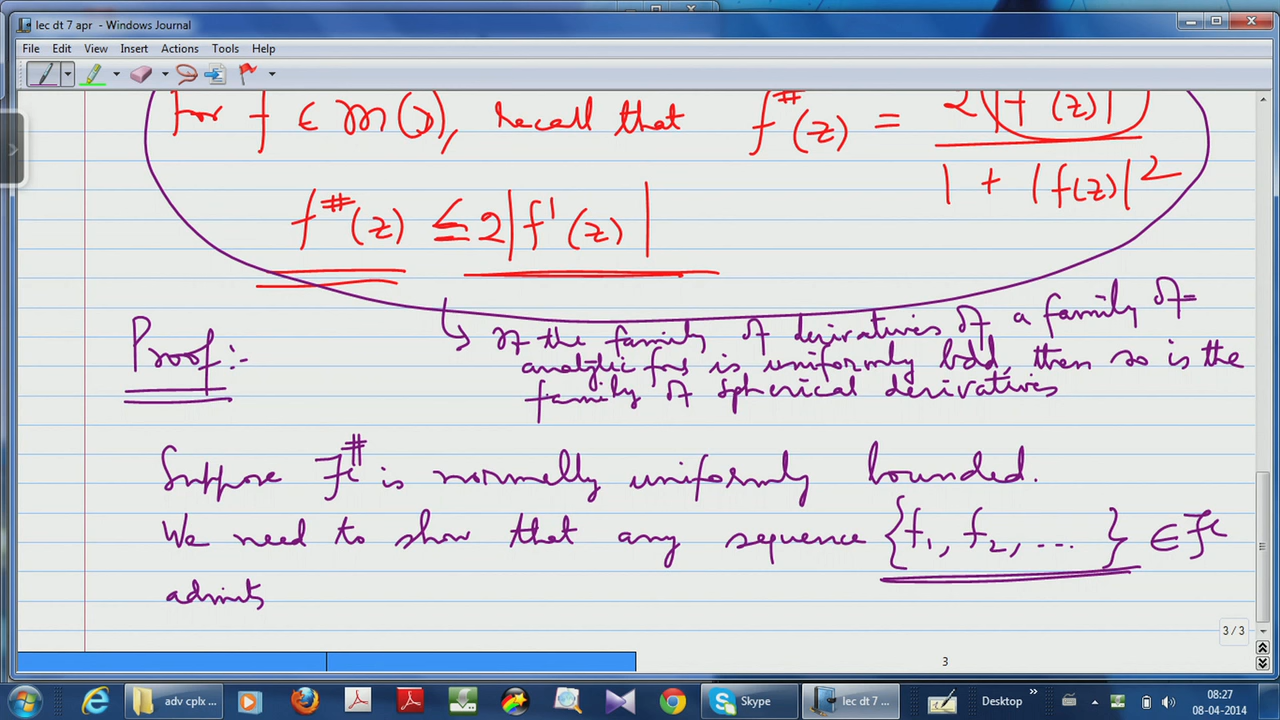 lec dt 7 apr - Windows Journal
File Edit View Insert Actions Tools Help
For f ∈ M(D), recall that f#(z) = 2|f'(z)| / 1 + |f(z)|²
f#(z) ≤ 2|f'(z)|
Proof:-
↳ If the family of derivatives of a family of
analytic fns is uniformly bdd, then so is the
family of spherical derivatives
Suppose ℱ# is normally uniformly bounded.
We need to show that any sequence {f₁, f₂, ... } ∈ ℱ
admits
3 / 3
3
adv cplx ...
Skype
lec dt 7 ...
Desktop
08:27
08-04-2014